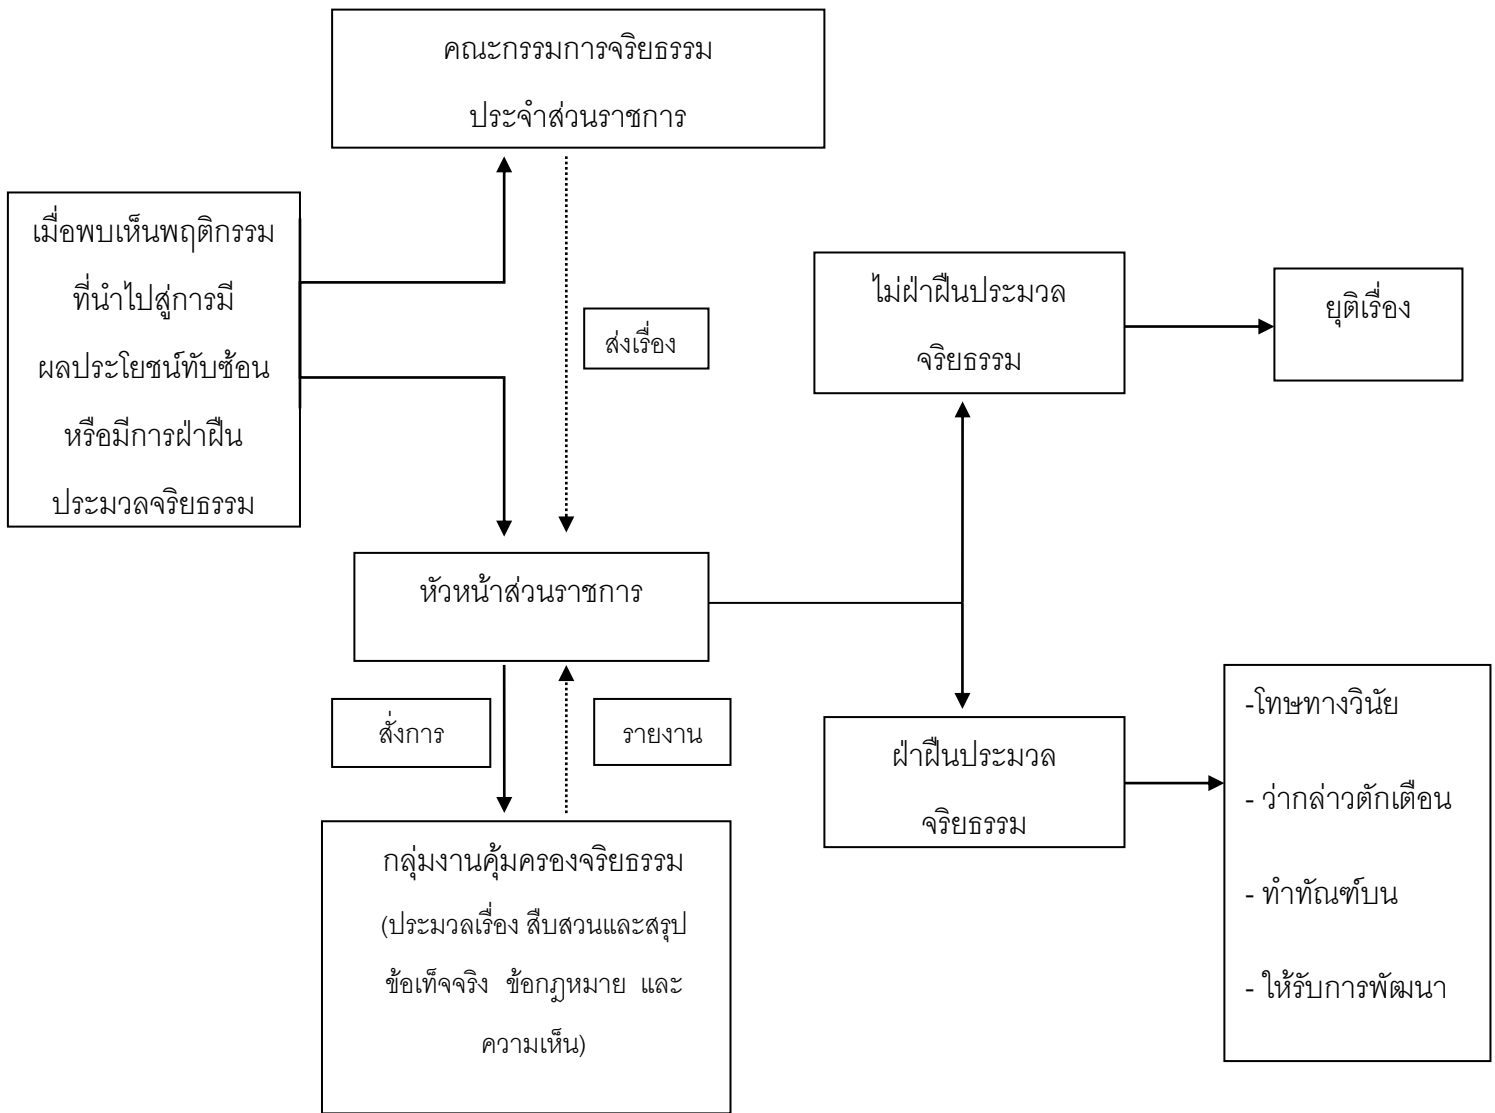 คณะกรรมการจริยธรรม
ประจำส่วนราชการ
เมื่อพบเห็นพฤติกรรม
ที่นำไปสู่การมี
ผลประโยชน์ทับซ้อน
หรือมีการฝ่าฝืน
ประมวลจริยธรรม
ส่งเรื่อง
ไม่ฝ่าฝืนประมวล
จริยธรรม
ยุติเรื่อง
หัวหน้าส่วนราชการ
สั่งการ
รายงาน
ฝ่าฝืนประมวล
จริยธรรม
-โทษทางวินัย
- ว่ากล่าวตักเตือน
- ทำทัณฑ์บน
- ให้รับการพัฒนา
กลุ่มงานคุ้มครองจริยธรรม
(ประมวลเรื่อง สืบสวนและสรุป
ข้อเท็จจริง ข้อกฎหมาย และ
ความเห็น)